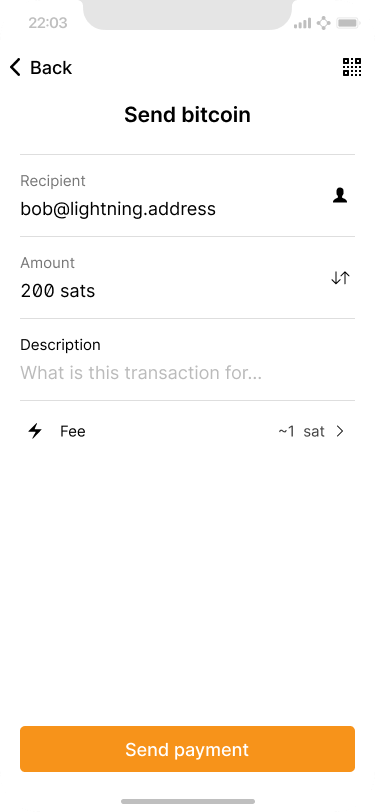 22:03
Back
Send bitcoin
Recipient
bob@lightning.address
Amount
200 sats
Description
What is this transaction for...
Fee ~1 sat
Send payment